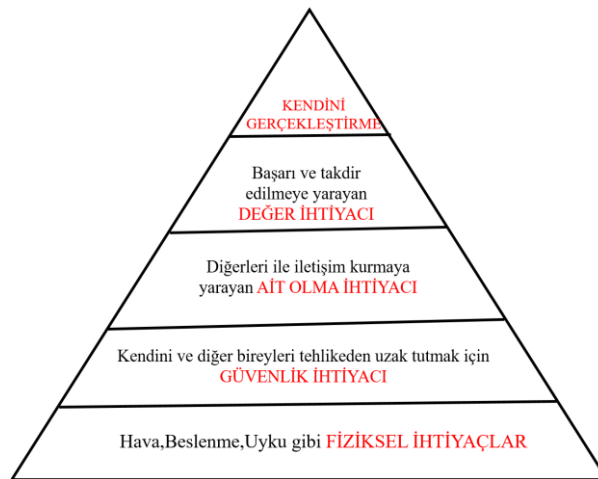 KENDİNİ
GERÇEKLEŞTİRME
Başarı ve takdir
edilmeye yarayan
DEĞER İHTİYACI
Diğerleri ile iletişim kurmaya
yarayan AİT OLMA İHTİYACI
Kendini ve diğer bireyleri tehlikeden uzak tutmak için
GÜVENLİK İHTİYACI
Hava,Beslenme,Uyku gibi FİZİKSEL İHTİYAÇLAR